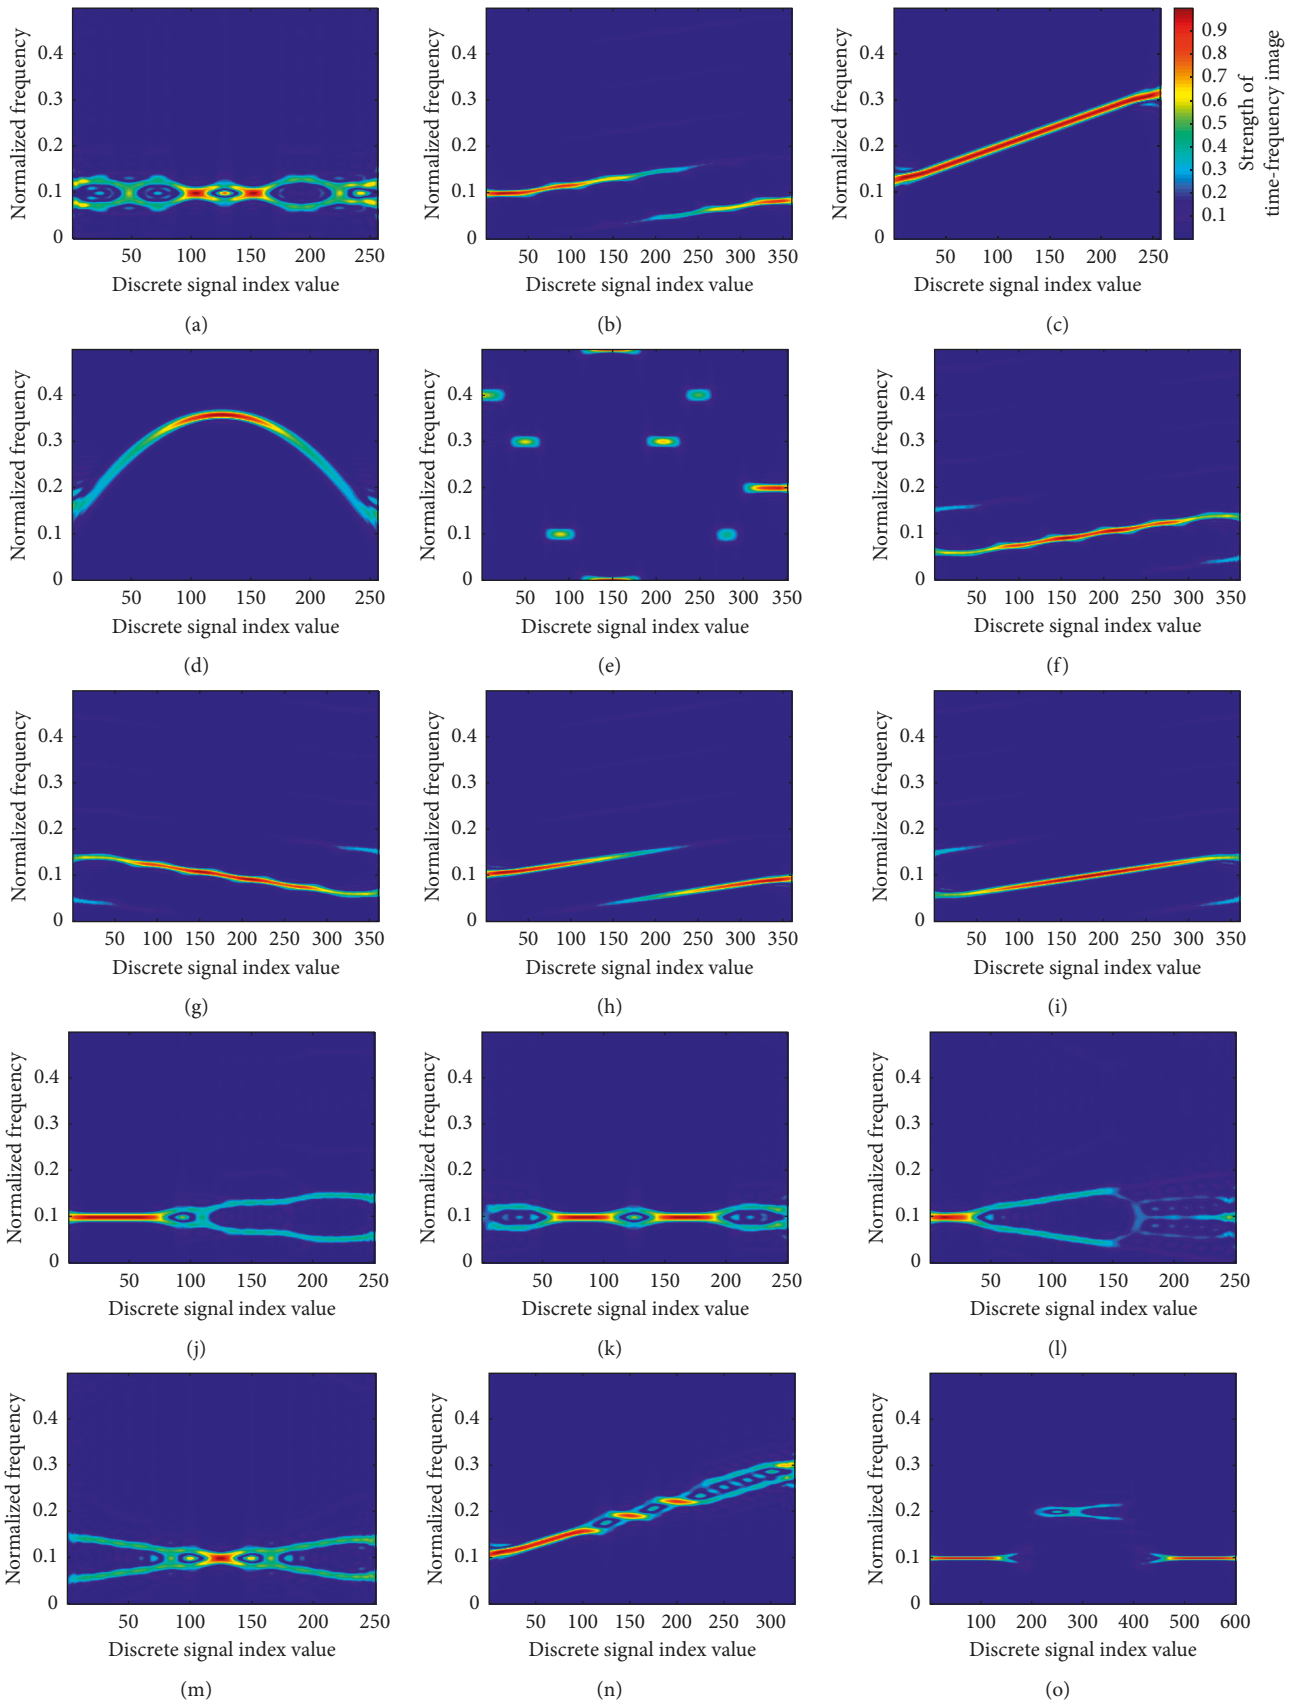 Normalized frequency
0.4
0.3
0.2
0.1
0
50 100 150 200 250
Discrete signal index value
(a)
Normalized frequency
0.4
0.3
0.2
0.1
0
50 100 150 200 250 300 350
Discrete signal index value
(b)
Normalized frequency
0.4
0.3
0.2
0.1
0
50 100 150 200 250
Discrete signal index value
(c)
0.9
0.8
0.7
0.6
0.5
0.4
0.3
0.2
0.1
Strength of
time-frequency image
Normalized frequency
0.4
0.3
0.2
0.1
0
50 100 150 200 250
Discrete signal index value
(d)
Normalized frequency
0.4
0.3
0.2
0.1
0
50 100 150 200 250 300 350
Discrete signal index value
(e)
Normalized frequency
0.4
0.3
0.2
0.1
0
50 100 150 200 250 300 350
Discrete signal index value
(f)
Normalized frequency
0.4
0.3
0.2
0.1
0
50 100 150 200 250 300 350
Discrete signal index value
(g)
Normalized frequency
0.4
0.3
0.2
0.1
0
50 100 150 200 250 300 350
Discrete signal index value
(h)
Normalized frequency
0.4
0.3
0.2
0.1
0
50 100 150 200 250 300 350
Discrete signal index value
(i)
Normalized frequency
0.4
0.3
0.2
0.1
0
50 100 150 200 250
Discrete signal index value
(j)
Normalized frequency
0.4
0.3
0.2
0.1
0
50 100 150 200 250
Discrete signal index value
(k)
Normalized frequency
0.4
0.3
0.2
0.1
0
50 100 150 200 250
Discrete signal index value
(l)
Normalized frequency
0.4
0.3
0.2
0.1
0
50 100 150 200 250
Discrete signal index value
(m)
Normalized frequency
0.4
0.3
0.2
0.1
0
50 100 150 200 250 300
Discrete signal index value
(n)
Normalized frequency
0.4
0.3
0.2
0.1
0
100 200 300 400 500 600
Discrete signal index value
(o)